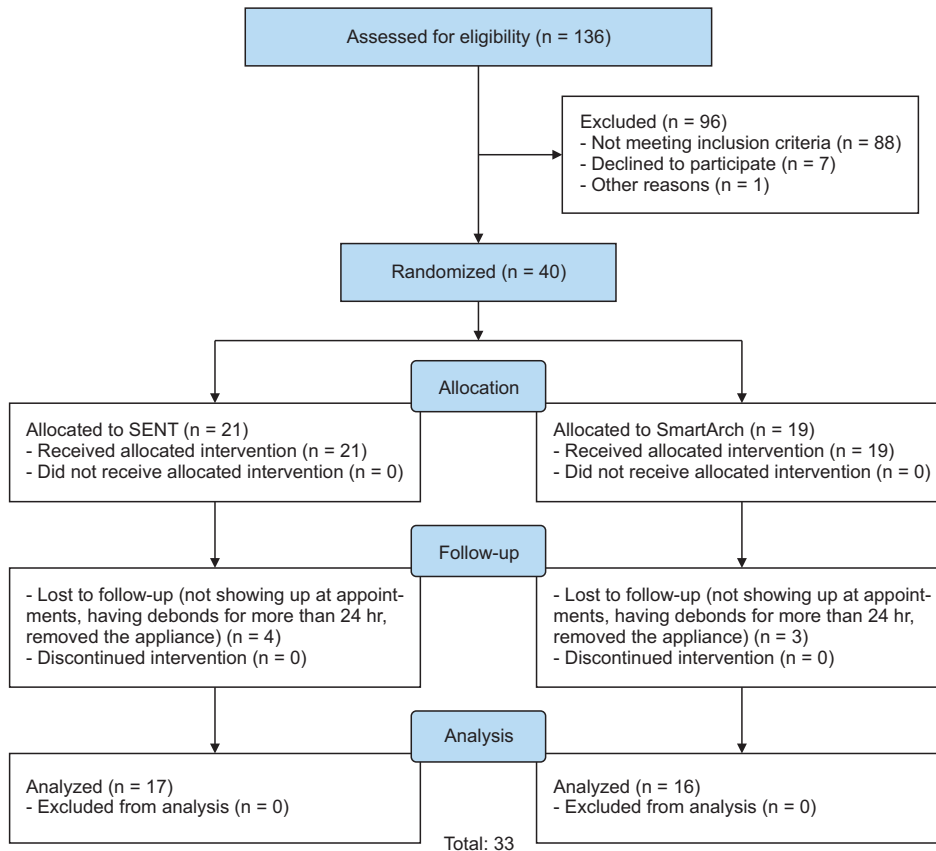 Assessed for eligibility (n = 136)
Excluded (n = 96)
- Not meeting inclusion criteria (n = 88)
- Declined to participate (n = 7)
- Other reasons (n = 1)
Randomized (n = 40)
Allocation
Allocated to SENT (n = 21)
- Received allocated intervention (n = 21)
- Did not receive allocated intervention (n = 0)
Allocated to SmartArch (n = 19)
- Received allocated intervention (n = 19)
- Did not receive allocated intervention (n = 0)
Follow-up
- Lost to follow-up (not showing up at appoint-
ments, having debonds for more than 24 hr,
removed the appliance) (n = 4)
- Discontinued intervention (n = 0)
- Lost to follow-up (not showing up at appoint-
ments, having debonds for more than 24 hr,
removed the appliance) (n = 3)
- Discontinued intervention (n = 0)
Analysis
Analyzed (n = 17)
- Excluded from analysis (n = 0)
Analyzed (n = 16)
- Excluded from analysis (n = 0)
Total: 33